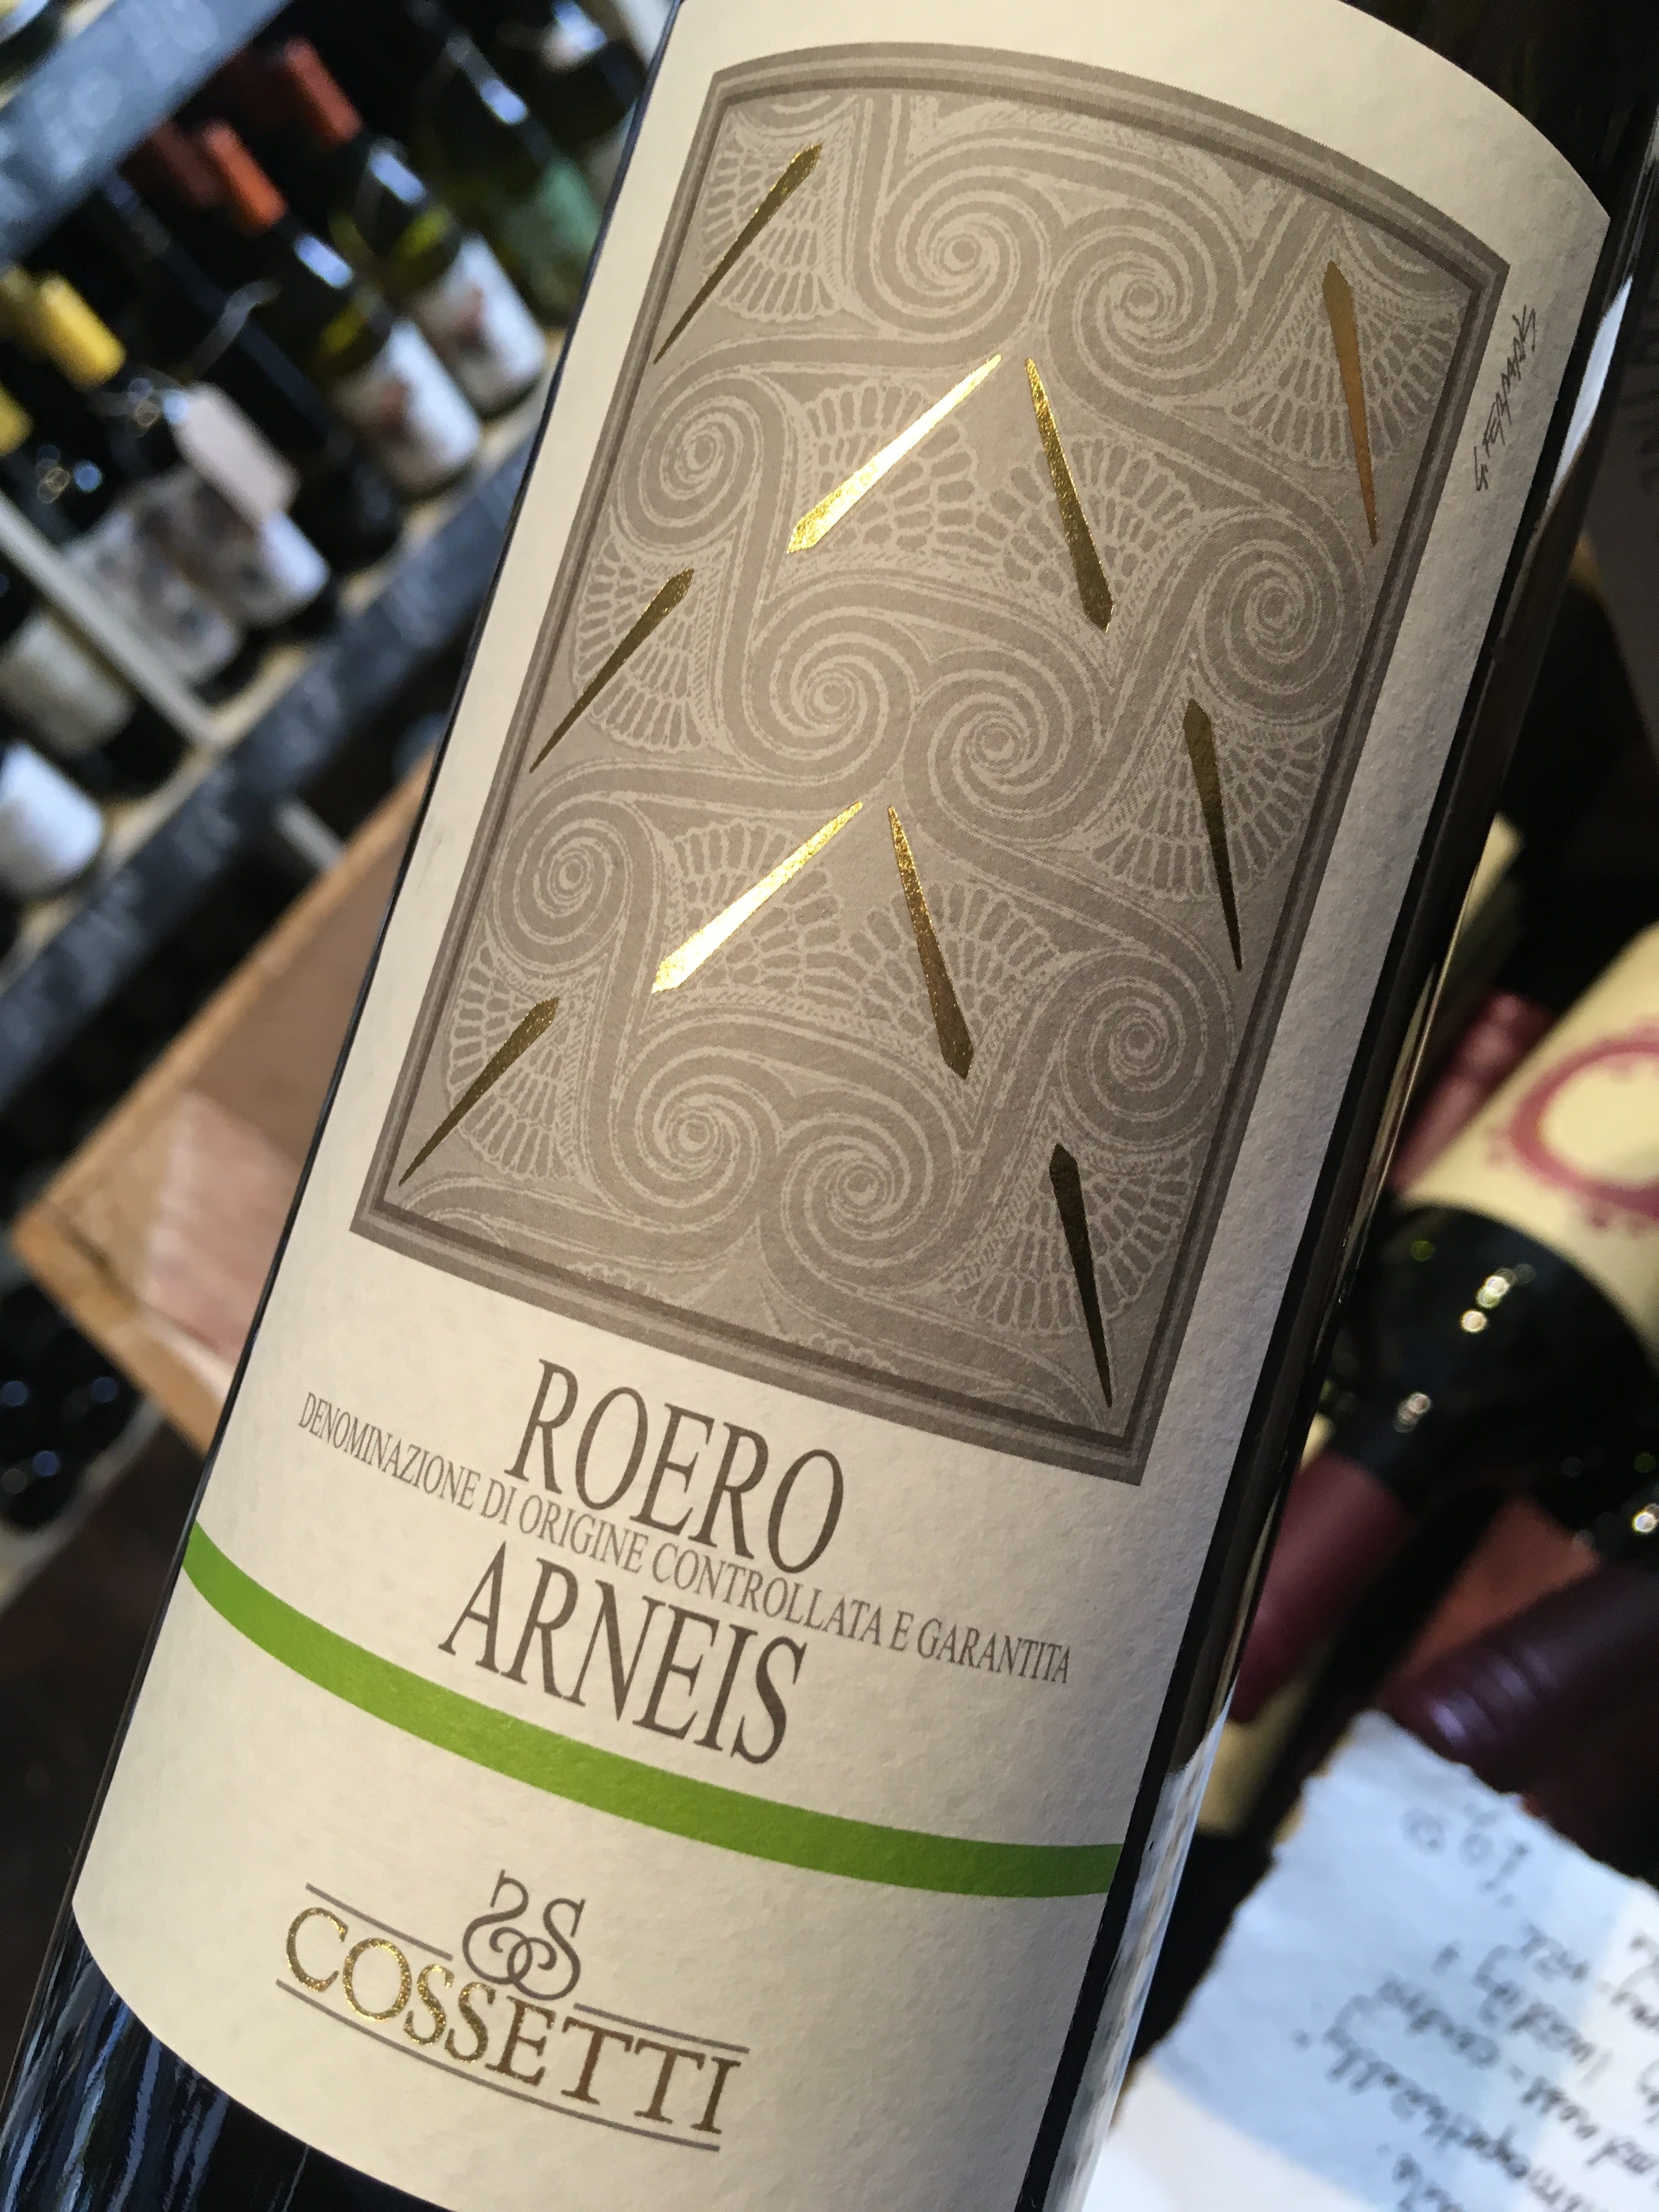 ROERO
DENOMINAZIONE DI ORIGINE CONTROLLATA E GARANTITA
ARNEIS
COSSETTI